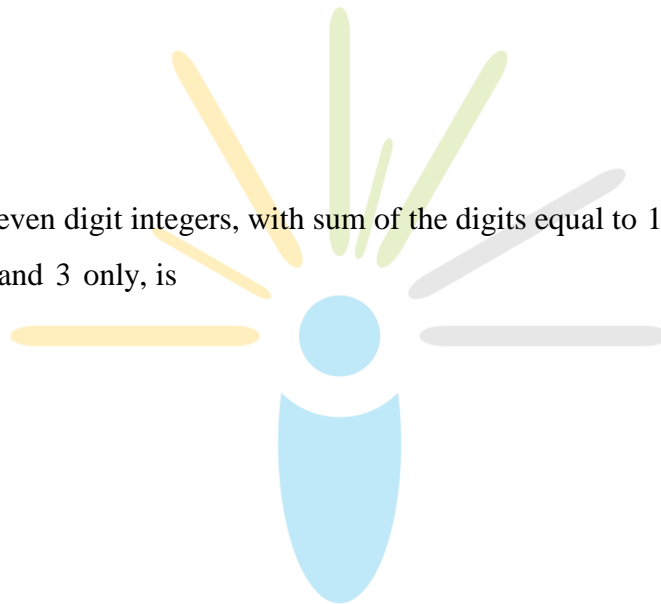 even digit integers, with sum of the digits equal to 1
and 3 only, is